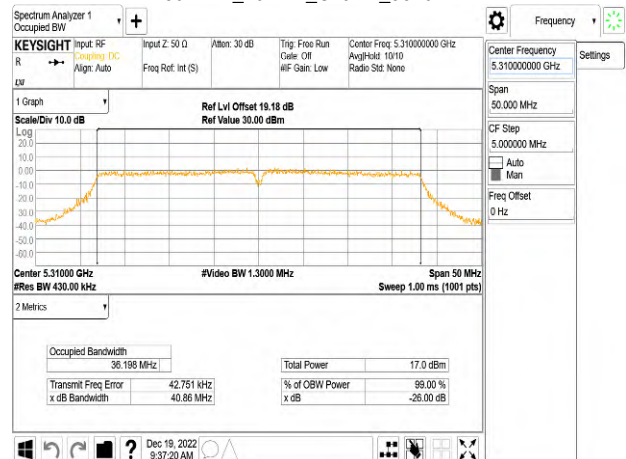 Spectrum Analyzer 1
Occupied BW
Frequency
KEYSIGHT
Input: RF
Coupling: DC
Align: Auto
Input Z: 50 Ω
Freq Ref: Int (S)
Atten: 30 dB
Trig: Free Run
Gate: Off
#IF Gain: Low
Center Freq: 5.310000000 GHz
Avg|Hold: 10/10
Radio Std: None
R
Center Frequency
5.310000000 GHz
Settings
Span
50.000 MHz
CF Step
5.000000 MHz
Auto
Man
Freq Offset
0 Hz
1 Graph
Scale/Div 10.0 dB
Ref Lvl Offset 19.18 dB
Ref Value 30.00 dBm
Log
20.0
10.0
0.00
-10.0
-20.0
-30.0
-40.0
-50.0
-60.0
Center 5.31000 GHz
#Video BW 1.3000 MHz
Span 50 MHz
#Res BW 430.00 kHz
Sweep 1.00 ms (1001 pts)
2 Metrics
Occupied Bandwidth
36.198 MHz
Total Power 17.0 dBm
Transmit Freq Error 42.751 kHz
% of OBW Power 99.00 %
x dB Bandwidth 40.86 MHz
x dB -26.00 dB
?
Dec 19, 2022
9:37:20 AM